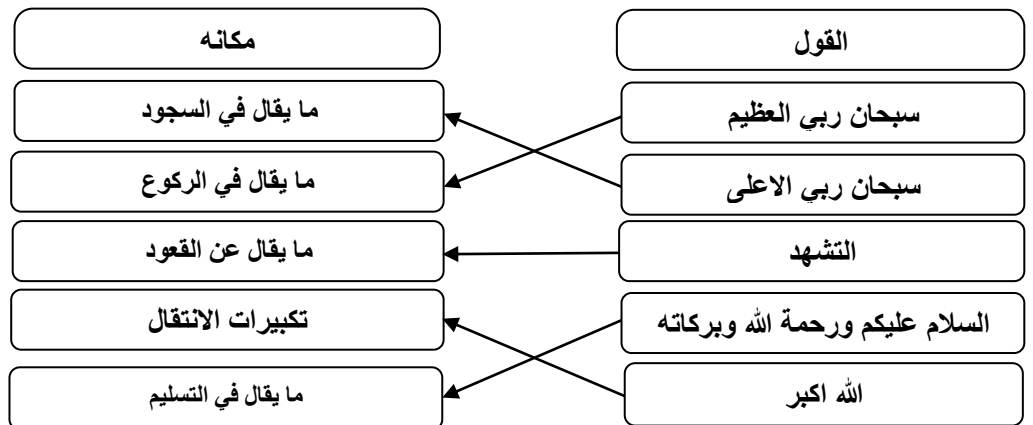 القول
مكانه
سبحان ربي العظيم
ما يقال في السجود
سبحان ربي الاعلى
ما يقال في الركوع
التشهد
ما يقال عن القعود
السلام عليكم ورحمة الله وبركاته
تكبيرات الانتقال
الله اكبر
ما يقال في التسليم